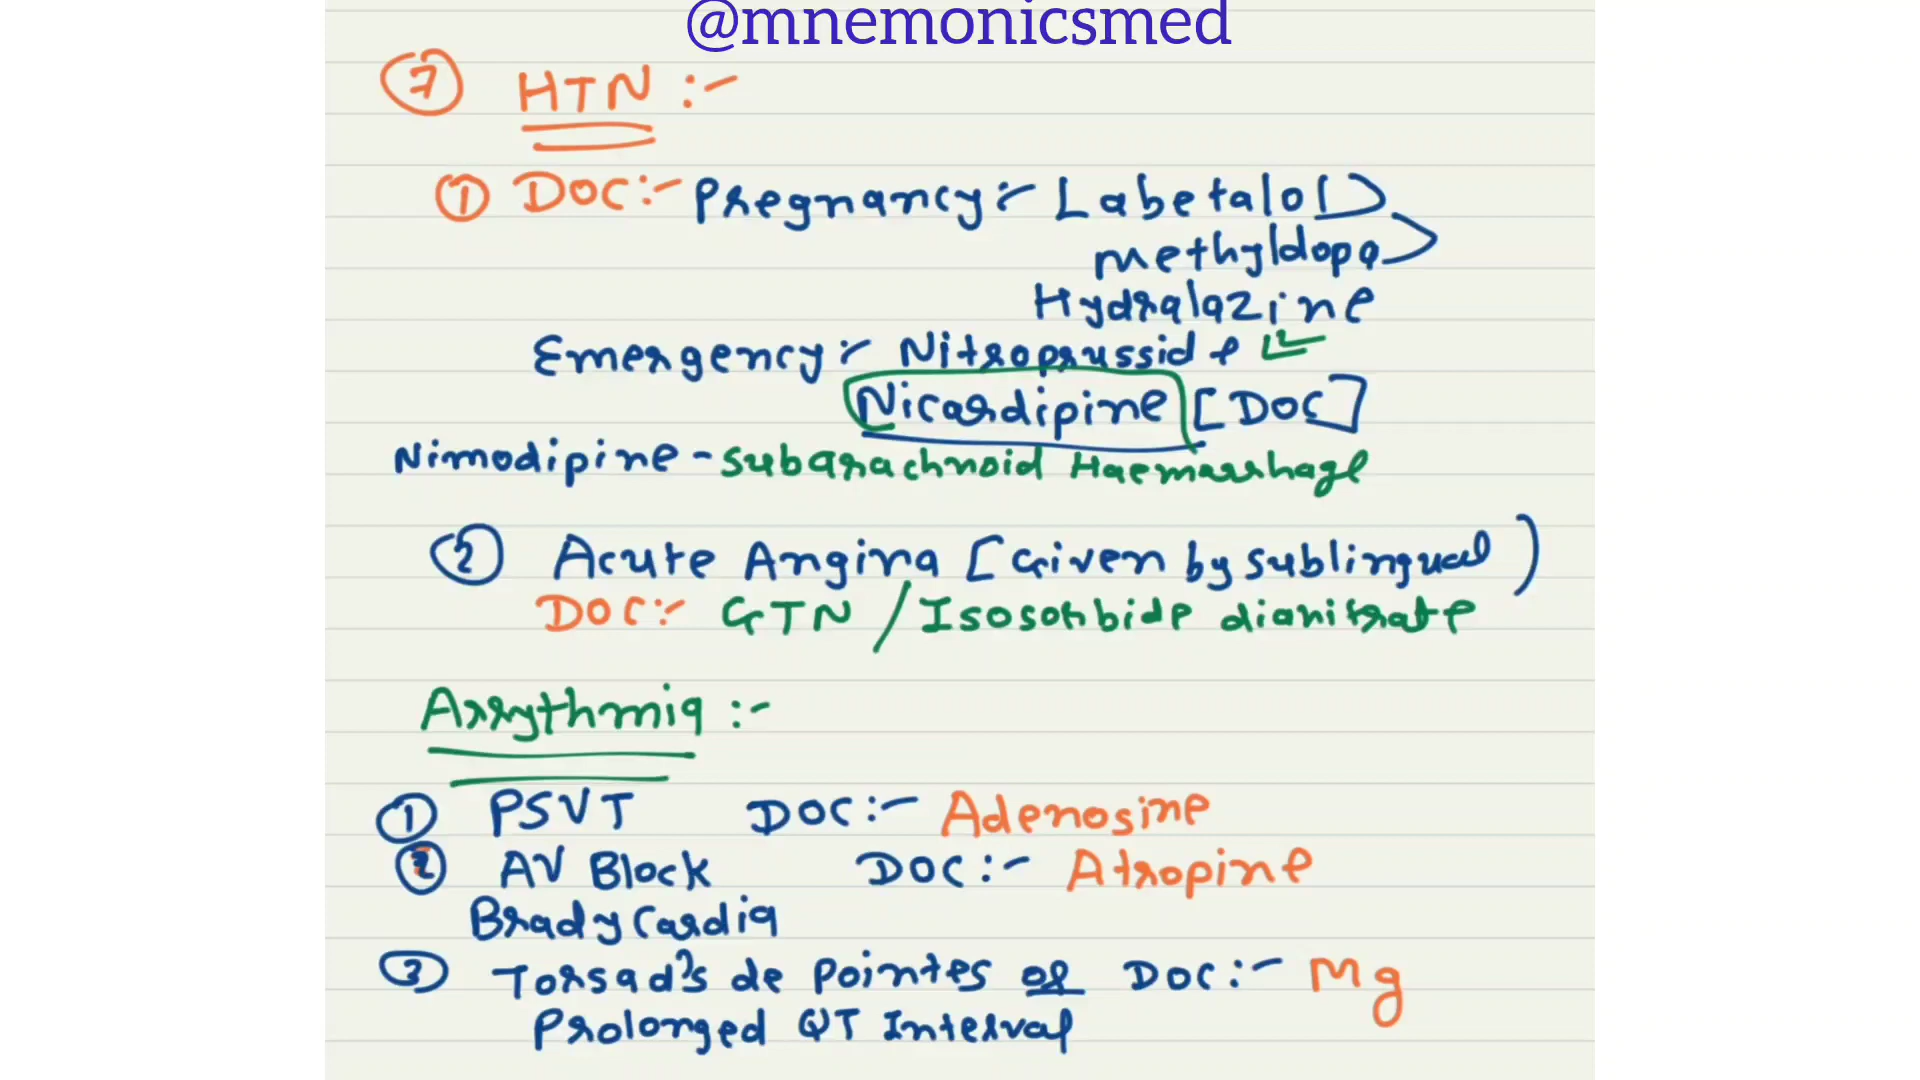 @mnemonicsmed
7 HTN :-
1 DOC:- Pregnancy:- Labetalol
methyldopa
Hydralazine
Emergency:- Nitroprusside
Nicardipine [DOC]
Nimodipine - Subarachnoid Haemorrhage
2 Acute Angina [Given by sublingual)
DOC:- GTN / Isosorbide dianitrate
Arrythmia :-
1 PSVT DOC:- Adenosine
2 AV Block DOC:- Atropine
Bradycardia
3 Torsad's de pointes or DOC:- Mg
Prolonged QT Interval